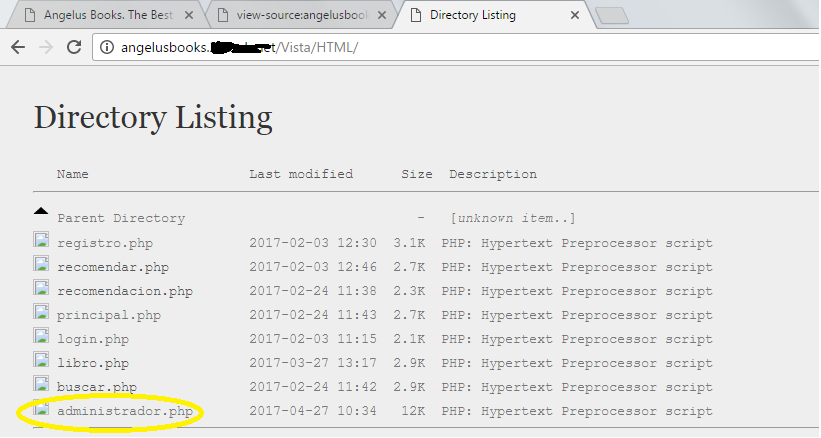 Angelus Books. The Best
view-source:angelusbook
Directory Listing
angelusbooks. et/Vista/HTML/
Directory Listing
Name Last modified Size Description
Parent Directory - [unknown item..]
registro.php 2017-02-03 12:30 3.1K PHP: Hypertext Preprocessor script
recomendar.php 2017-02-03 12:46 2.7K PHP: Hypertext Preprocessor script
recomendacion.php 2017-02-24 11:38 2.3K PHP: Hypertext Preprocessor script
principal.php 2017-02-24 11:43 2.7K PHP: Hypertext Preprocessor script
login.php 2017-02-03 11:15 2.1K PHP: Hypertext Preprocessor script
libro.php 2017-03-27 13:17 2.9K PHP: Hypertext Preprocessor script
buscar.php 2017-02-24 11:42 2.9K PHP: Hypertext Preprocessor script
administrador.php 2017-04-27 10:34 12K PHP: Hypertext Preprocessor script